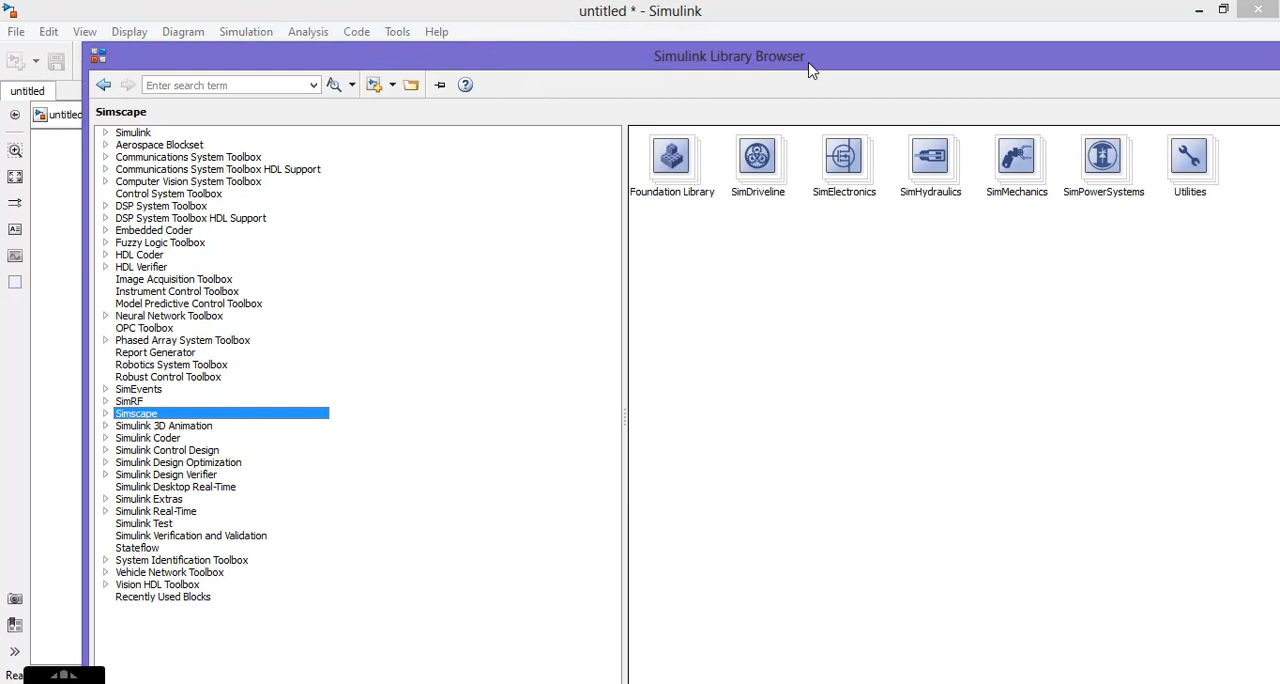 untitled * - Simulink
File Edit View Display Diagram Simulation Analysis Code Tools Help
Simulink Library Browser
Enter search term
untitled
untitled
Simscape
Simulink
Aerospace Blockset
Communications System Toolbox
Communications System Toolbox HDL Support
Computer Vision System Toolbox
Control System Toolbox
DSP System Toolbox
DSP System Toolbox HDL Support
Embedded Coder
Fuzzy Logic Toolbox
HDL Coder
HDL Verifier
Image Acquisition Toolbox
Instrument Control Toolbox
Model Predictive Control Toolbox
Neural Network Toolbox
OPC Toolbox
Phased Array System Toolbox
Report Generator
Robotics System Toolbox
Robust Control Toolbox
SimEvents
SimRF
Simscape
Simulink 3D Animation
Simulink Coder
Simulink Control Design
Simulink Design Optimization
Simulink Design Verifier
Simulink Desktop Real-Time
Simulink Extras
Simulink Real-Time
Simulink Test
Simulink Verification and Validation
Stateflow
System Identification Toolbox
Vehicle Network Toolbox
Vision HDL Toolbox
Recently Used Blocks
Foundation Library SimDriveline SimElectronics SimHydraulics SimMechanics SimPowerSystems Utilities
Rea